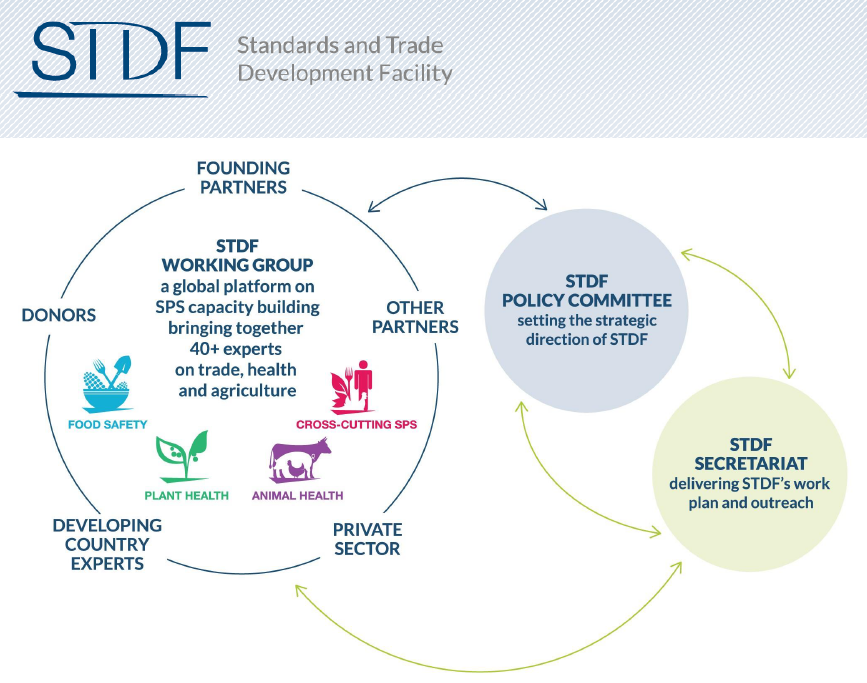 STDF
Standards and Trade
Development Facility
FOUNDING
PARTNERS
STDF
WORKING GROUP
a global platform on
SPS capacity building
bringing together
40+ experts
on trade, health
and agriculture
DONORS
OTHER
PARTNERS
FOOD SAFETY
CROSS-CUTTING SPS
PLANT HEALTH
ANIMAL HEALTH
DEVELOPING
COUNTRY
EXPERTS
PRIVATE
SECTOR
STDF
POLICY COMMITTEE
setting the strategic
direction of STDF
STDF
SECRETARIAT
delivering STDF’s work
plan and outreach